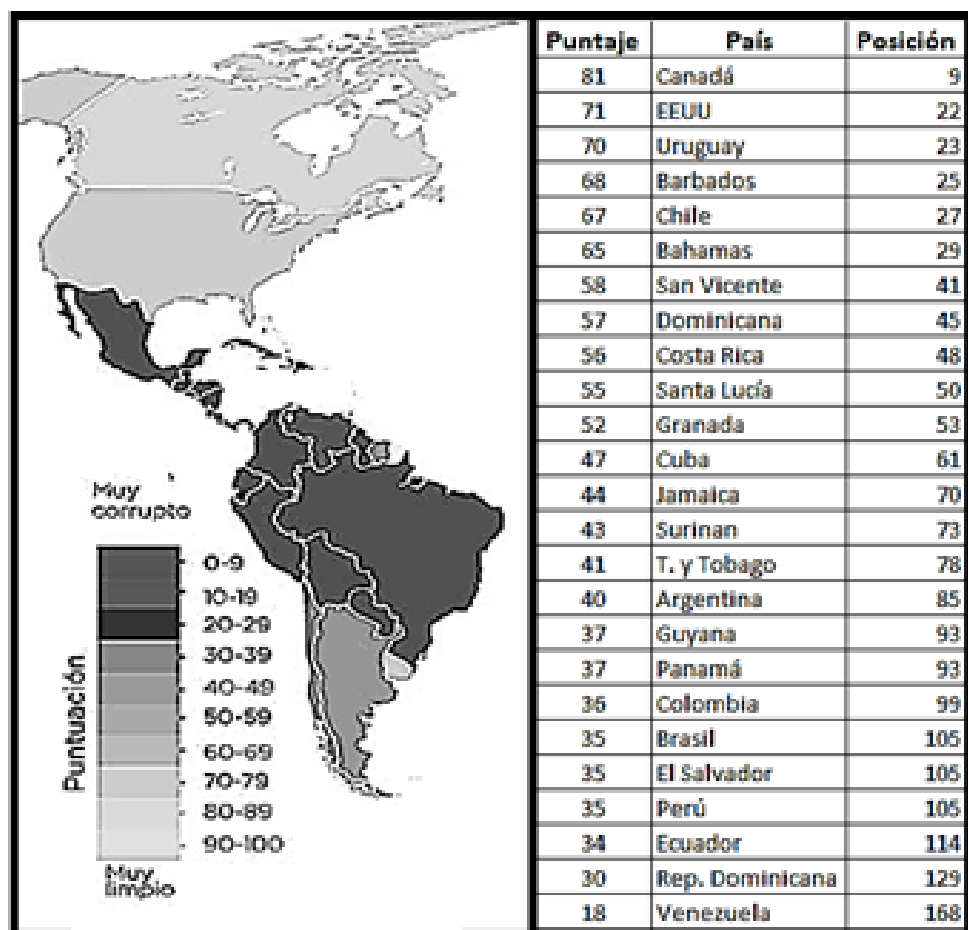 Muy
corrupto
0-9
10-19
20-29
30-39
40-49
50-59
60-69
70-79
80-89
90-100
Puntuación
Muy
limpio
Puntaje País Posición
81 Canadá 9
71 EEUU 22
70 Uruguay 23
68 Barbados 25
67 Chile 27
65 Bahamas 29
58 San Vicente 41
57 Dominicana 45
56 Costa Rica 48
55 Santa Lucía 50
52 Granada 53
47 Cuba 61
44 Jamaica 70
43 Surinan 73
41 T. y Tobago 78
40 Argentina 85
37 Guyana 93
37 Panamá 93
36 Colombia 99
35 Brasil 105
35 El Salvador 105
35 Perú 105
34 Ecuador 114
30 Rep. Dominicana 129
18 Venezuela 168